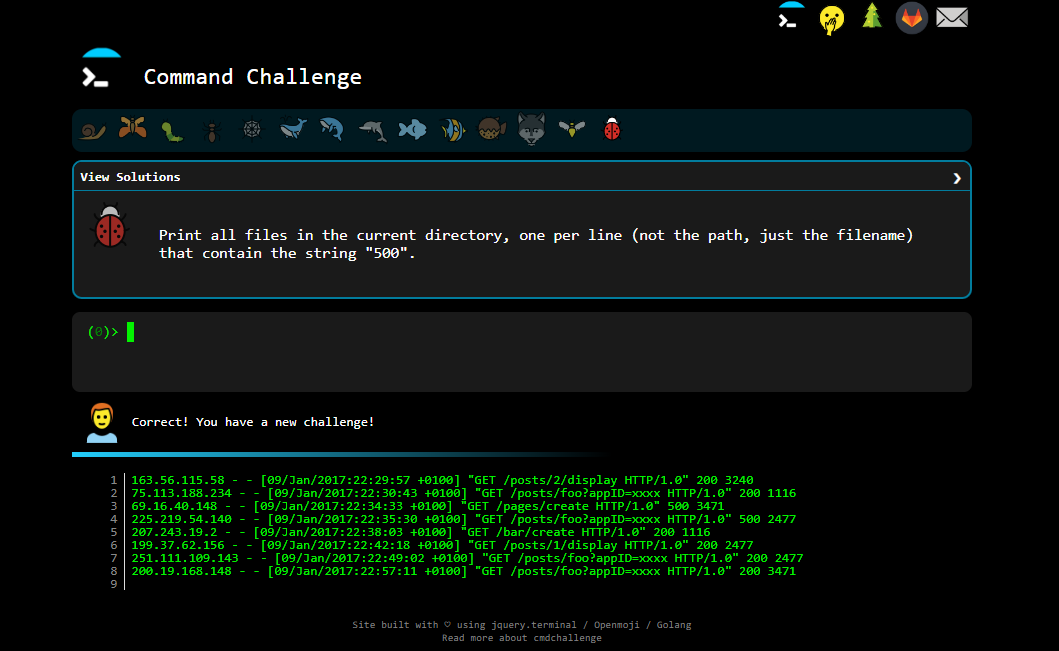 Command Challenge
View Solutions ❯
Print all files in the current directory, one per line (not the path, just the filename)
that contain the string "500".
(0)>
Correct! You have a new challenge!
1 163.56.115.58 - - [09/Jan/2017:22:29:57 +0100] "GET /posts/2/display HTTP/1.0" 200 3240
2 75.113.188.234 - - [09/Jan/2017:22:30:43 +0100] "GET /posts/foo?appID=xxxx HTTP/1.0" 200 1116
3 69.16.40.148 - - [09/Jan/2017:22:34:33 +0100] "GET /pages/create HTTP/1.0" 500 3471
4 225.219.54.140 - - [09/Jan/2017:22:35:30 +0100] "GET /posts/foo?appID=xxxx HTTP/1.0" 500 2477
5 207.243.19.2 - - [09/Jan/2017:22:38:03 +0100] "GET /bar/create HTTP/1.0" 200 1116
6 199.37.62.156 - - [09/Jan/2017:22:42:18 +0100] "GET /posts/1/display HTTP/1.0" 200 2477
7 251.111.109.143 - - [09/Jan/2017:22:49:02 +0100] "GET /posts/foo?appID=xxxx HTTP/1.0" 200 2477
8 200.19.168.148 - - [09/Jan/2017:22:57:11 +0100] "GET /posts/foo?appID=xxxx HTTP/1.0" 200 3471
9
Site built with ♡ using jquery.terminal / Openmoji / Golang
Read more about cmdchallenge